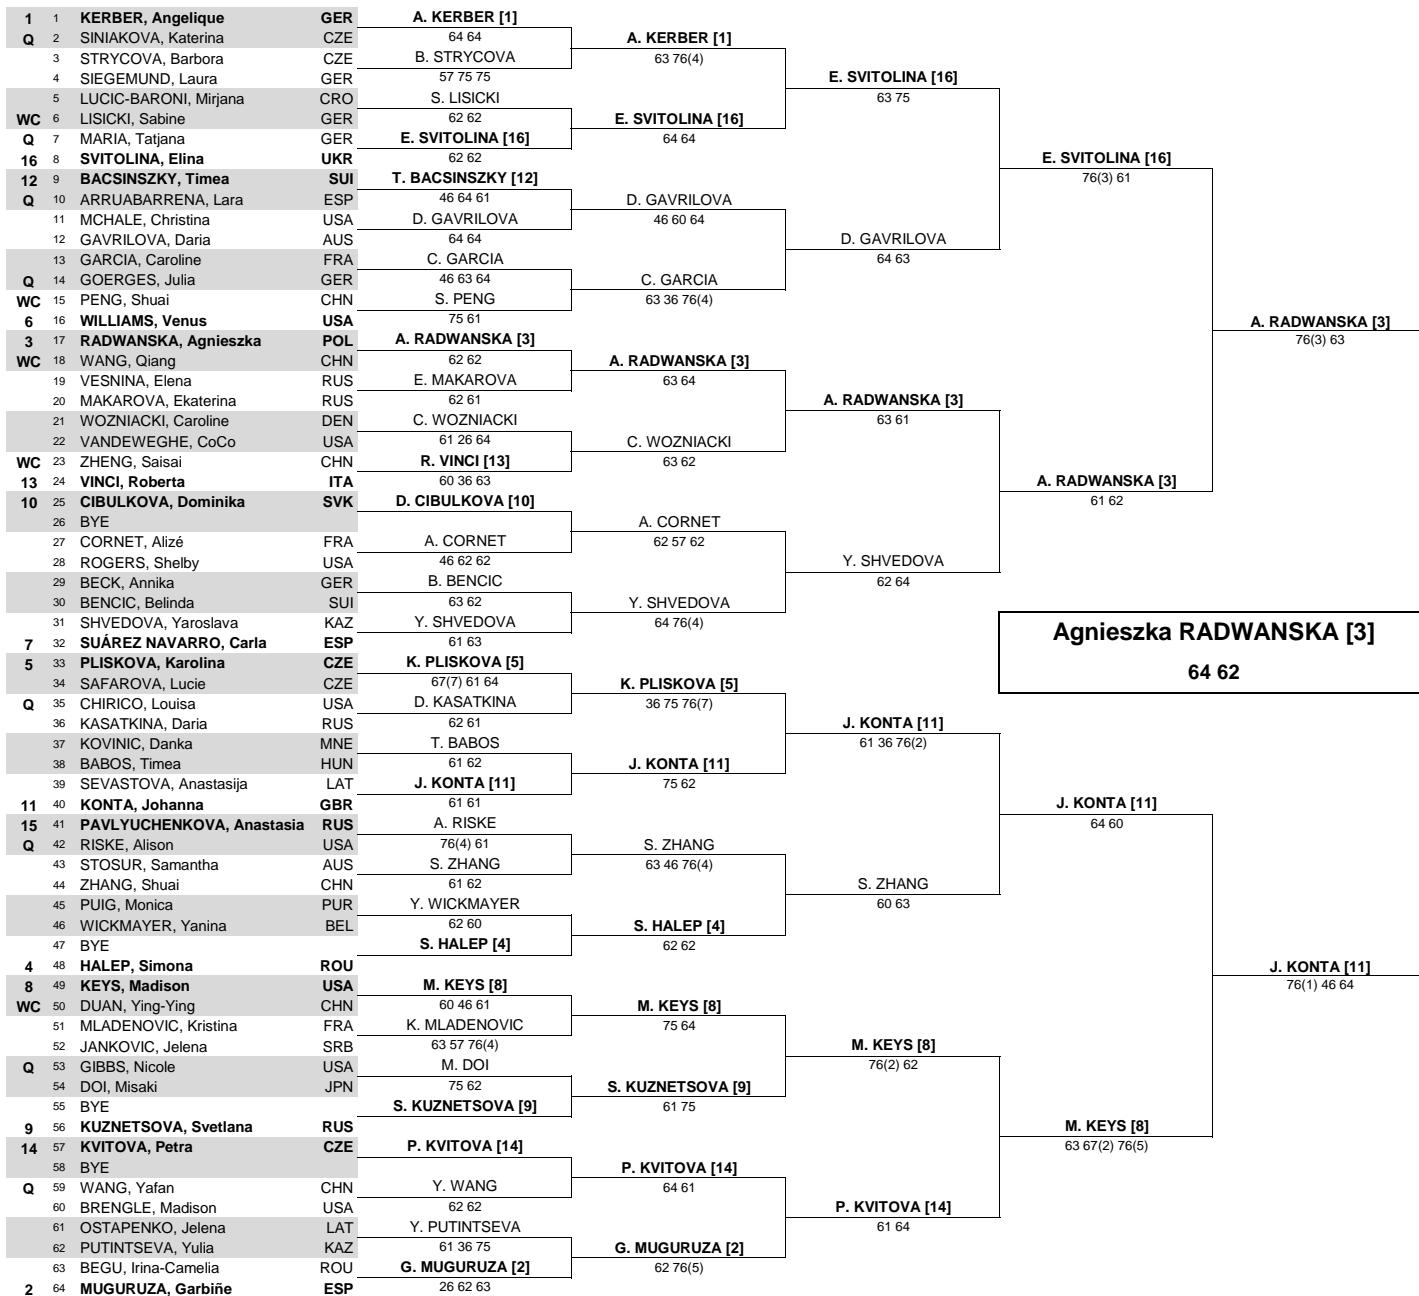 1 1 KERBER, Angelique GER
Q 2 SINIAKOVA, Katerina CZE
3 STRYCOVA, Barbora CZE
4 SIEGEMUND, Laura GER
5 LUCIC-BARONI, Mirjana CRO
WC 6 LISICKI, Sabine GER
Q 7 MARIA, Tatjana GER
16 8 SVITOLINA, Elina UKR
12 9 BACSINSZKY, Timea SUI
Q 10 ARRUABARRENA, Lara ESP
11 MCHALE, Christina USA
12 GAVRILOVA, Daria AUS
13 GARCIA, Caroline FRA
Q 14 GOERGES, Julia GER
WC 15 PENG, Shuai CHN
6 16 WILLIAMS, Venus USA
3 17 RADWANSKA, Agnieszka POL
WC 18 WANG, Qiang CHN
19 VESNINA, Elena RUS
20 MAKAROVA, Ekaterina RUS
21 WOZNIACKI, Caroline DEN
22 VANDEWEGHE, CoCo USA
WC 23 ZHENG, Saisai CHN
13 24 VINCI, Roberta ITA
10 25 CIBULKOVA, Dominika SVK
26 BYE
27 CORNET, Alizé FRA
28 ROGERS, Shelby USA
29 BECK, Annika GER
30 BENCIC, Belinda SUI
31 SHVEDOVA, Yaroslava KAZ
7 32 SUÁREZ NAVARRO, Carla ESP
5 33 PLISKOVA, Karolina CZE
34 SAFAROVA, Lucie CZE
Q 35 CHIRICO, Louisa USA
36 KASATKINA, Daria RUS
37 KOVINIC, Danka MNE
38 BABOS, Timea HUN
39 SEVASTOVA, Anastasija LAT
11 40 KONTA, Johanna GBR
15 41 PAVLYUCHENKOVA, Anastasia RUS
Q 42 RISKE, Alison USA
43 STOSUR, Samantha AUS
44 ZHANG, Shuai CHN
45 PUIG, Monica PUR
46 WICKMAYER, Yanina BEL
47 BYE
4 48 HALEP, Simona ROU
8 49 KEYS, Madison USA
WC 50 DUAN, Ying-Ying CHN
51 MLADENOVIC, Kristina FRA
52 JANKOVIC, Jelena SRB
Q 53 GIBBS, Nicole USA
54 DOI, Misaki JPN
55 BYE
9 56 KUZNETSOVA, Svetlana RUS
14 57 KVITOVA, Petra CZE
58 BYE
Q 59 WANG, Yafan CHN
60 BRENGLE, Madison USA
61 OSTAPENKO, Jelena LAT
62 PUTINTSEVA, Yulia KAZ
63 BEGU, Irina-Camelia ROU
2 64 MUGURUZA, Garbiñe ESP
A. KERBER [1]
64 64
B. STRYCOVA
57 75 75
S. LISICKI
62 62
E. SVITOLINA [16]
62 62
T. BACSINSZKY [12]
46 64 61
D. GAVRILOVA
64 64
C. GARCIA
46 63 64
S. PENG
75 61
A. RADWANSKA [3]
62 62
E. MAKAROVA
62 61
C. WOZNIACKI
61 26 64
R. VINCI [13]
60 36 63
D. CIBULKOVA [10]
A. CORNET
46 62 62
B. BENCIC
63 62
Y. SHVEDOVA
61 63
K. PLISKOVA [5]
67(7) 61 64
D. KASATKINA
62 61
T. BABOS
61 62
J. KONTA [11]
61 61
A. RISKE
76(4) 61
S. ZHANG
61 62
Y. WICKMAYER
62 60
S. HALEP [4]
M. KEYS [8]
60 46 61
K. MLADENOVIC
63 57 76(4)
M. DOI
75 62
S. KUZNETSOVA [9]
P. KVITOVA [14]
Y. WANG
62 62
Y. PUTINTSEVA
61 36 75
G. MUGURUZA [2]
26 62 63
A. KERBER [1]
63 76(4)
E. SVITOLINA [16]
64 64
D. GAVRILOVA
46 60 64
C. GARCIA
63 36 76(4)
A. RADWANSKA [3]
63 64
C. WOZNIACKI
63 62
A. CORNET
62 57 62
Y. SHVEDOVA
64 76(4)
K. PLISKOVA [5]
36 75 76(7)
J. KONTA [11]
75 62
S. ZHANG
63 46 76(4)
S. HALEP [4]
62 62
M. KEYS [8]
75 64
S. KUZNETSOVA [9]
61 75
P. KVITOVA [14]
64 61
G. MUGURUZA [2]
62 76(5)
E. SVITOLINA [16]
63 75
D. GAVRILOVA
64 63
A. RADWANSKA [3]
63 61
Y. SHVEDOVA
62 64
J. KONTA [11]
61 36 76(2)
S. ZHANG
60 63
M. KEYS [8]
76(2) 62
P. KVITOVA [14]
61 64
E. SVITOLINA [16]
76(3) 61
A. RADWANSKA [3]
61 62
J. KONTA [11]
64 60
M. KEYS [8]
63 67(2) 76(5)
A. RADWANSKA [3]
76(3) 63
J. KONTA [11]
76(1) 46 64
Agnieszka RADWANSKA [3]
64 62